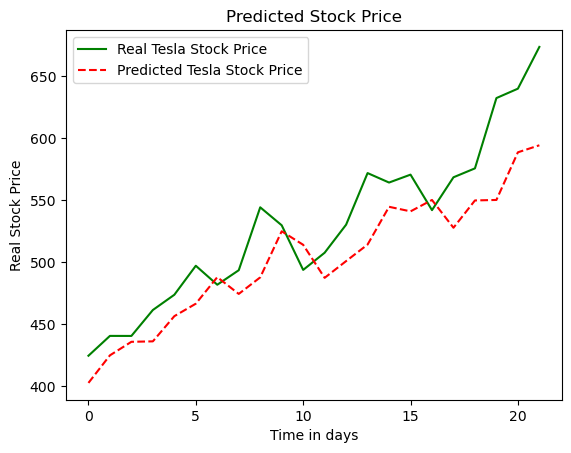 Predicted Stock Price
Real Tesla Stock Price
Predicted Tesla Stock Price
Real Stock Price
650
600
550
500
450
400
0 5 10 15 20
Time in days